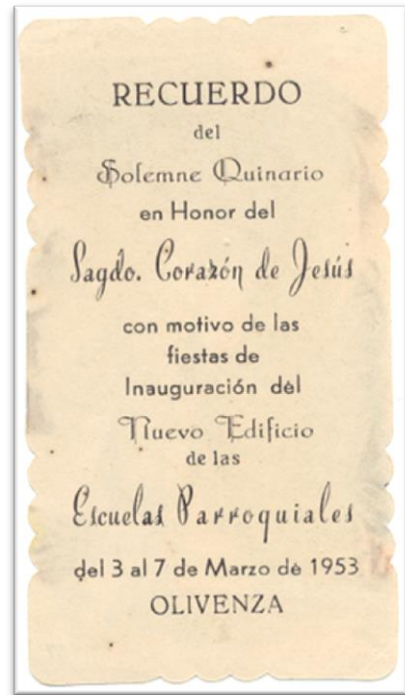 RECUERDO
del
Solemne Quinario
en Honor del
Sagdo. Corazón de Jesús
con motivo de las
fiestas de
Inauguración del
Nuevo Edificio
de las
Escuelas Parroquiales
del 3 al 7 de Marzo de 1953
OLIVENZA